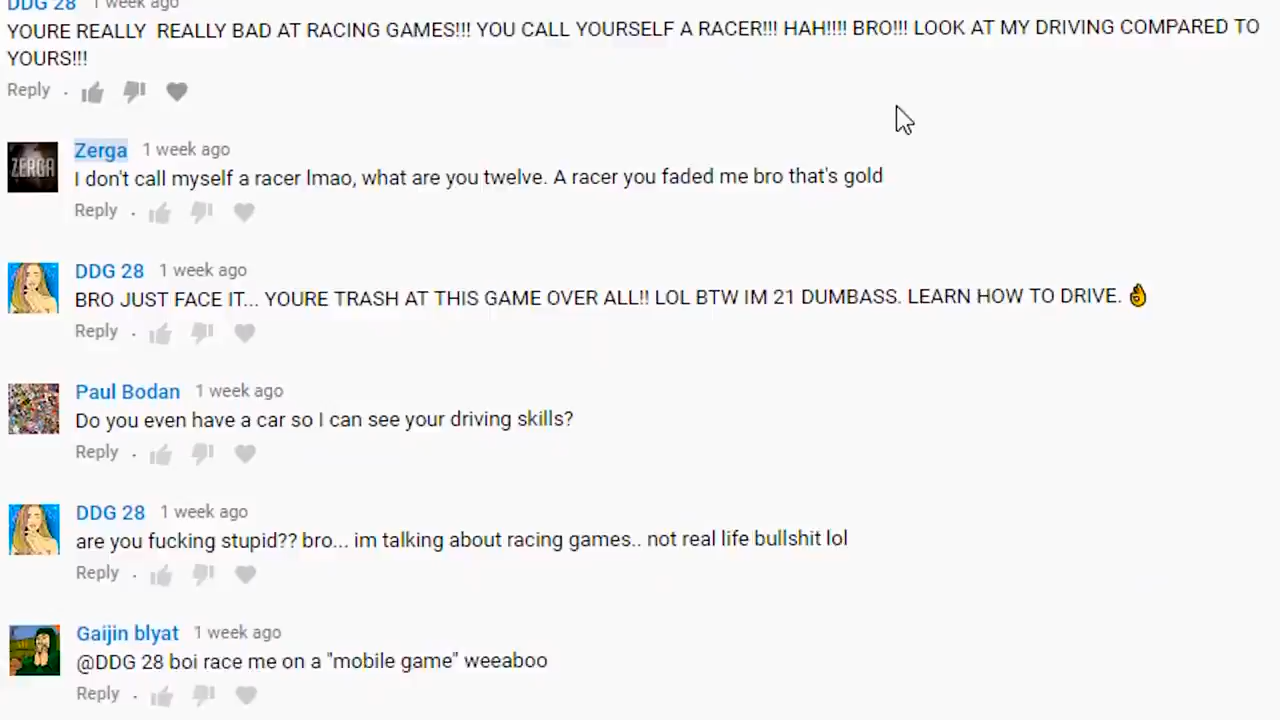 DDG 28 1 week ago
YOURE REALLY REALLY BAD AT RACING GAMES!!! YOU CALL YOURSELF A RACER!!! HAH!!!! BRO!!! LOOK AT MY DRIVING COMPARED TO
YOURS!!!
Reply
ZERGA
Zerga 1 week ago
I don't call myself a racer lmao, what are you twelve. A racer you faded me bro that's gold
Reply
DDG 28 1 week ago
BRO JUST FACE IT... YOURE TRASH AT THIS GAME OVER ALL!! LOL BTW IM 21 DUMBASS. LEARN HOW TO DRIVE. 👌
Reply
Paul Bodan 1 week ago
Do you even have a car so I can see your driving skills?
Reply
DDG 28 1 week ago
are you fucking stupid?? bro... im talking about racing games.. not real life bullshit lol
Reply
Gaijin blyat 1 week ago
@DDG 28 boi race me on a "mobile game" weeaboo
Reply